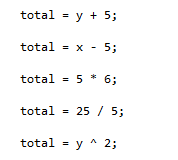 total = y + 5;
total = x - 5;
total = 5 * 6;
total = 25 / 5;
total = y ^ 2;